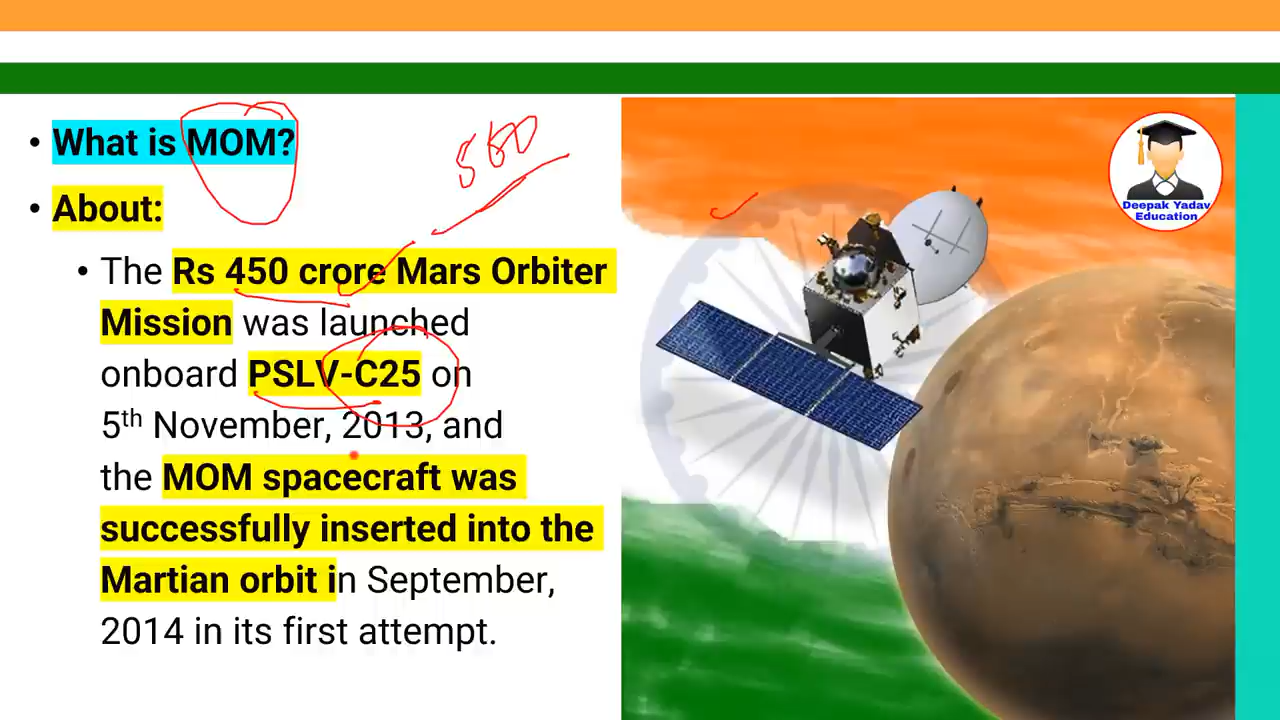 • What is MOM?
• About:
• The Rs 450 crore Mars Orbiter
Mission was launched
onboard PSLV-C25 on
5th November, 2013, and
the MOM spacecraft was
successfully inserted into the
Martian orbit in September,
2014 in its first attempt.
Deepak Yadav
Education